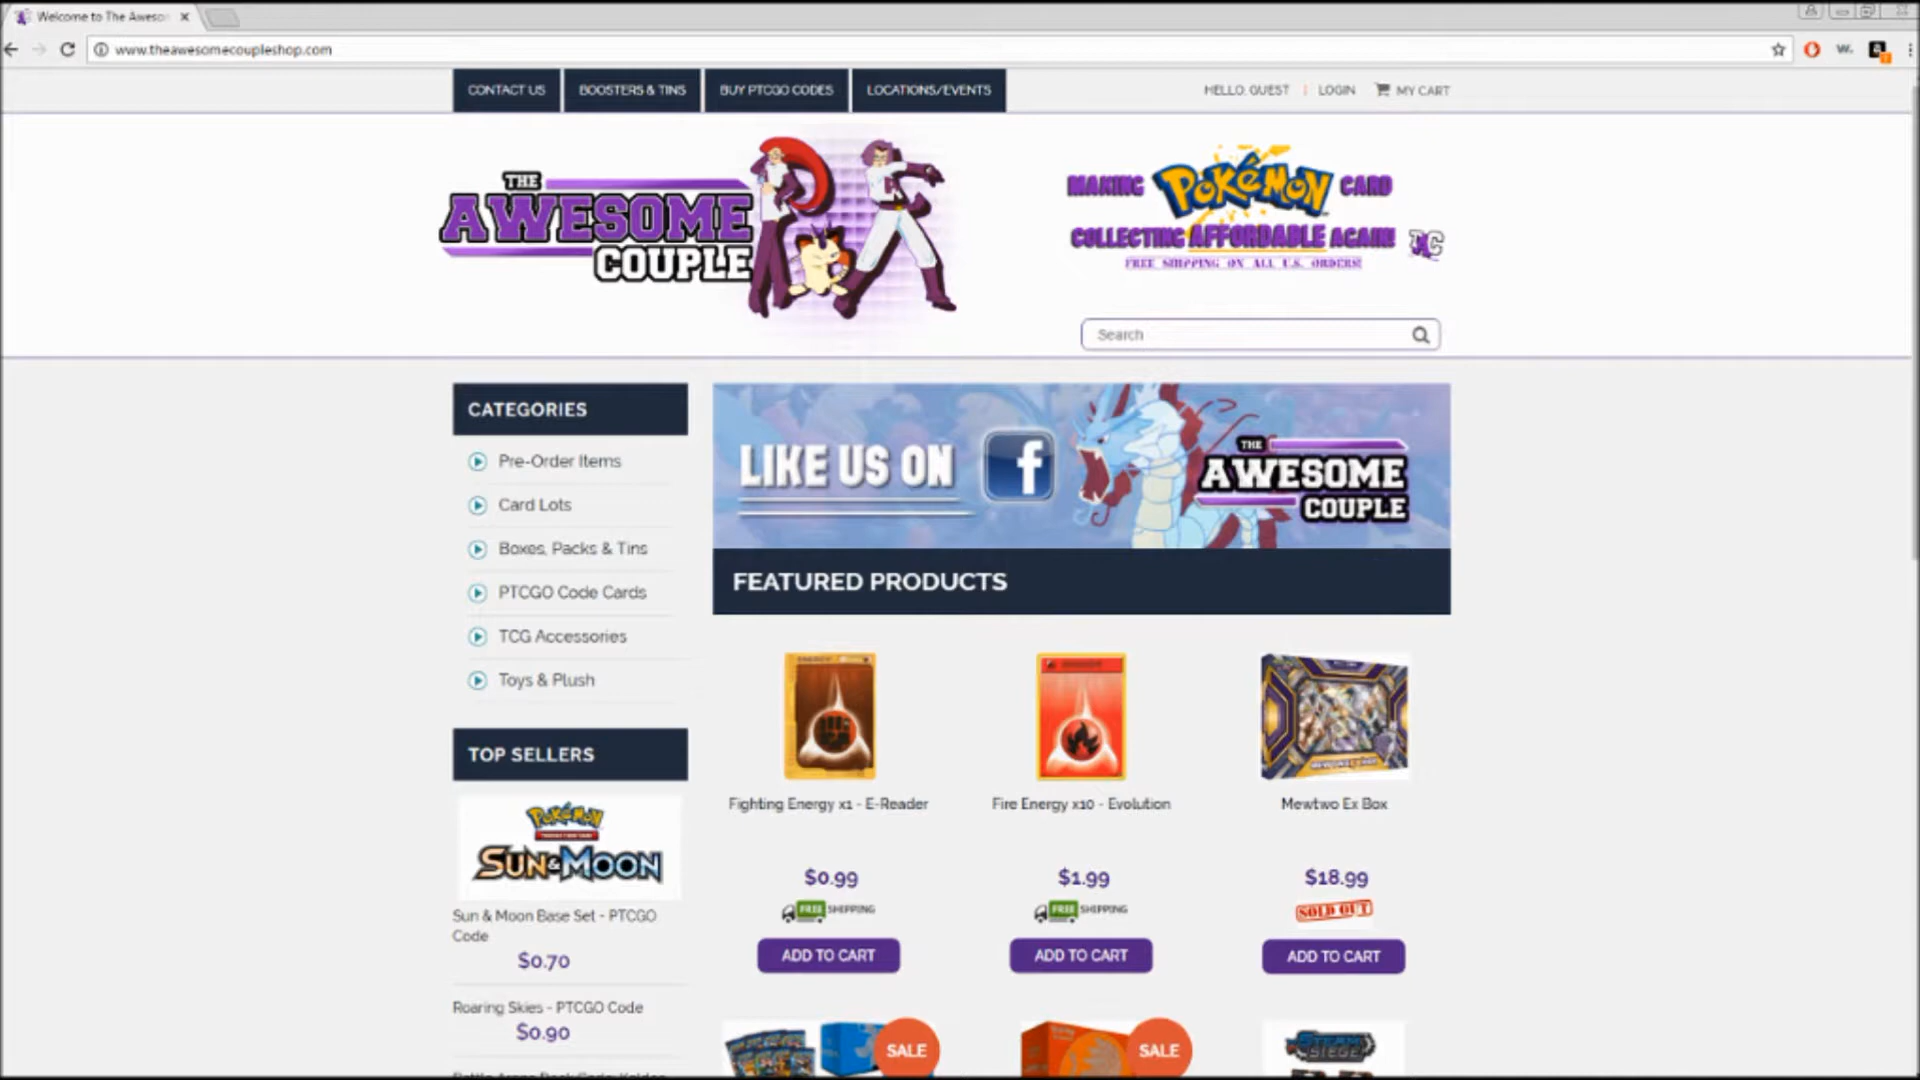 Welcome to The Aweso
www.theawesomecoupleshop.com
CONTACT US
BOOSTERS & TINS
BUY PTCGO CODES
LOCATIONS/EVENTS
HELLO, GUEST
LOGIN
MY CART
THE
AWESOME
COUPLE
MAKING POKéMON CARD
COLLECTING AFFORDABLE AGAIN!
FREE SHIPPING ON ALL U.S. ORDERS!
Search
CATEGORIES
Pre-Order Items
Card Lots
Boxes, Packs & Tins
PTCGO Code Cards
TCG Accessories
Toys & Plush
LIKE US ON f
THE
AWESOME
COUPLE
FEATURED PRODUCTS
Fighting Energy x1 - E-Reader
$0.99
FREE SHIPPING
ADD TO CART
Fire Energy x10 - Evolution
$1.99
FREE SHIPPING
ADD TO CART
Mewtwo Ex Box
$18.99
SOLD OUT
ADD TO CART
TOP SELLERS
POKéMON
SUN & MOON
Sun & Moon Base Set - PTCGO
Code
$0.70
Roaring Skies - PTCGO Code
$0.90
SALE
SALE
STEAM
SIEGE